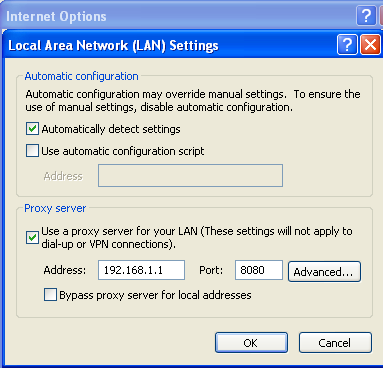 Internet Options
Local Area Network (LAN) Settings
Automatic configuration
Automatic configuration may override manual settings. To ensure the
use of manual settings, disable automatic configuration.
Automatically detect settings
Use automatic configuration script
Address
Proxy server
Use a proxy server for your LAN (These settings will not apply to
dial-up or VPN connections).
Address: 192.168.1.1 Port: 8080 Advanced...
Bypass proxy server for local addresses
OK Cancel